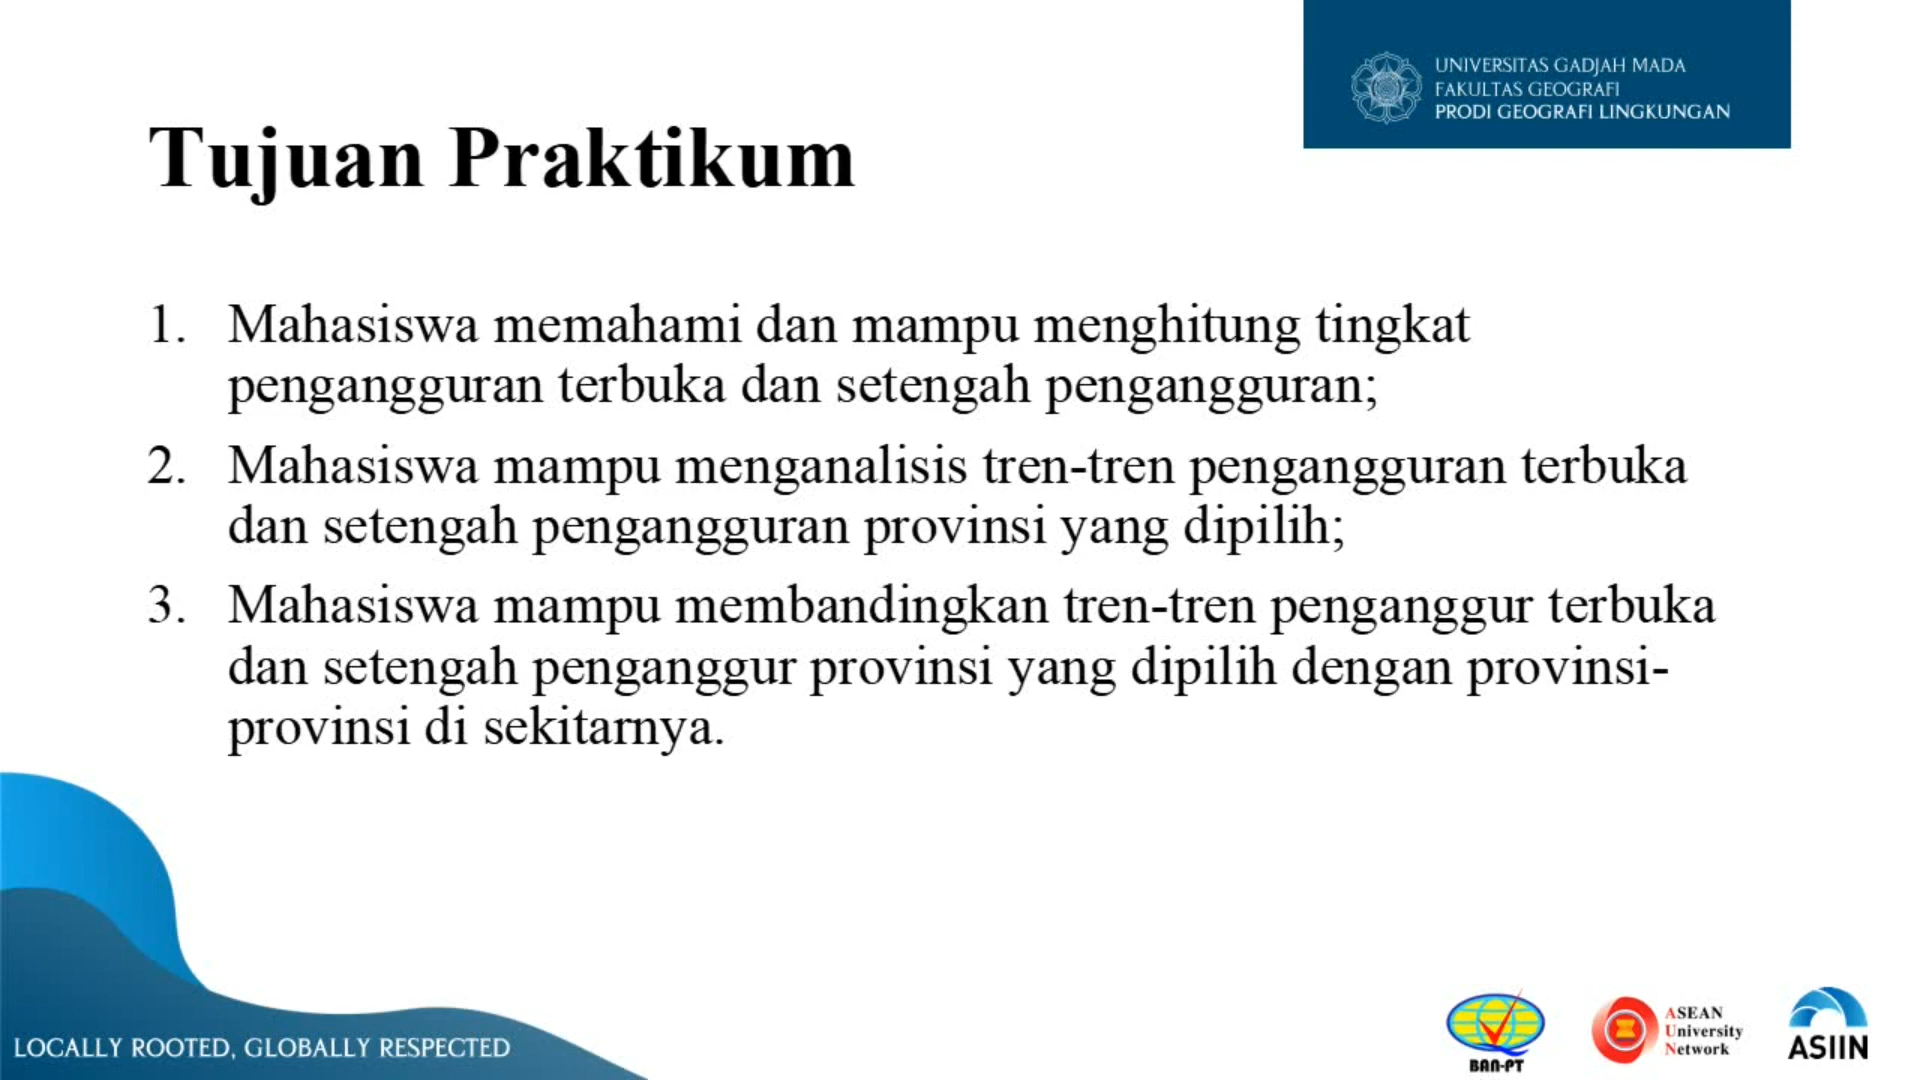 UNIVERSITAS GADJAH MADA
FAKULTAS GEOGRAFI
PRODI GEOGRAFI LINGKUNGAN
Tujuan Praktikum
1. Mahasiswa memahami dan mampu menghitung tingkat
pengangguran terbuka dan setengah pengangguran;
2. Mahasiswa mampu menganalisis tren-tren pengangguran terbuka
dan setengah pengangguran provinsi yang dipilih;
3. Mahasiswa mampu membandingkan tren-tren penganggur terbuka
dan setengah penganggur provinsi yang dipilih dengan provinsi-
provinsi di sekitarnya.
LOCALLY ROOTED, GLOBALLY RESPECTED
BAN-PT
ASEAN
University
Network
ASIIN